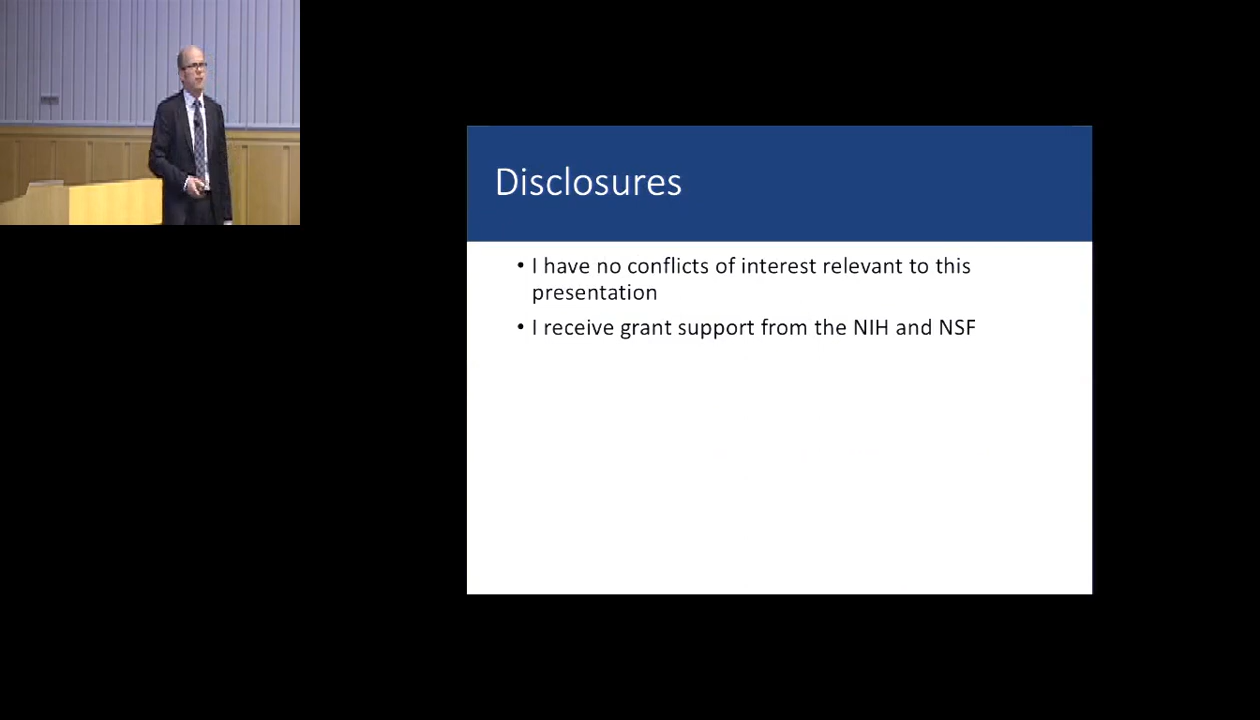 Disclosures
• I have no conflicts of interest relevant to this
presentation
• I receive grant support from the NIH and NSF